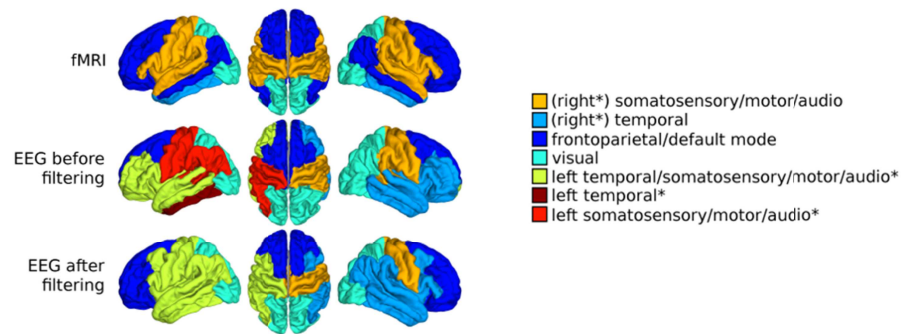 fMRI
EEG before
filtering
EEG after
filtering
(right*) somatosensory/motor/audio
(right*) temporal
frontoparietal/default mode
visual
left temporal/somatosensory/motor/audio*
left temporal*
left somatosensory/motor/audio*